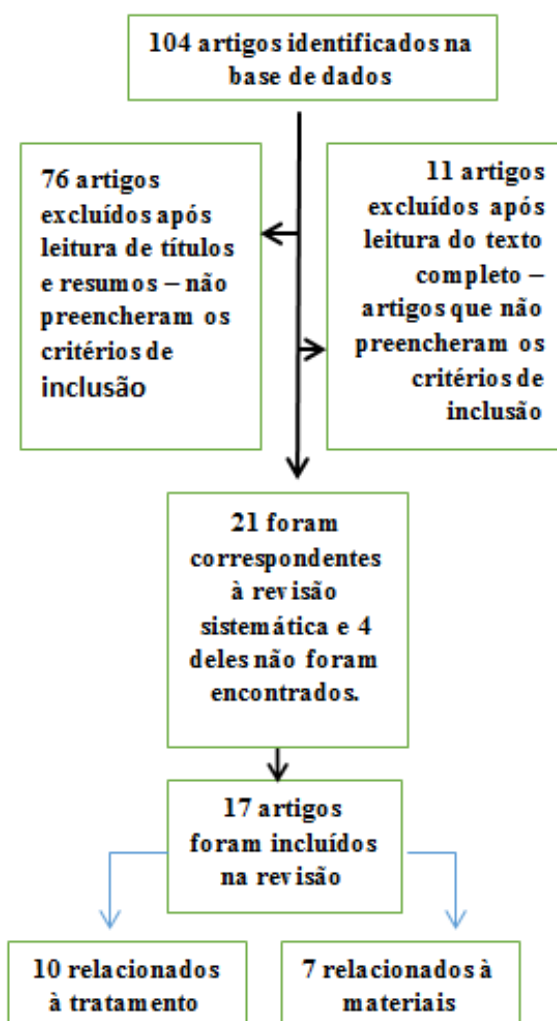 104 artigos identificados na
base de dados
76 artigos
excluídos após
leitura de títulos
e resumos – não
preencheram os
critérios de
inclusão
11 artigos
excluídos após
leitura do texto
completo –
artigos que não
preencheram os
critérios de
inclusão
21 foram
correspondentes
à revisão
sistemática e 4
deles não foram
encontrados.
17 artigos
foram incluídos
na revisão
10 relacionados
à tratamento
7 relacionados à
materiais